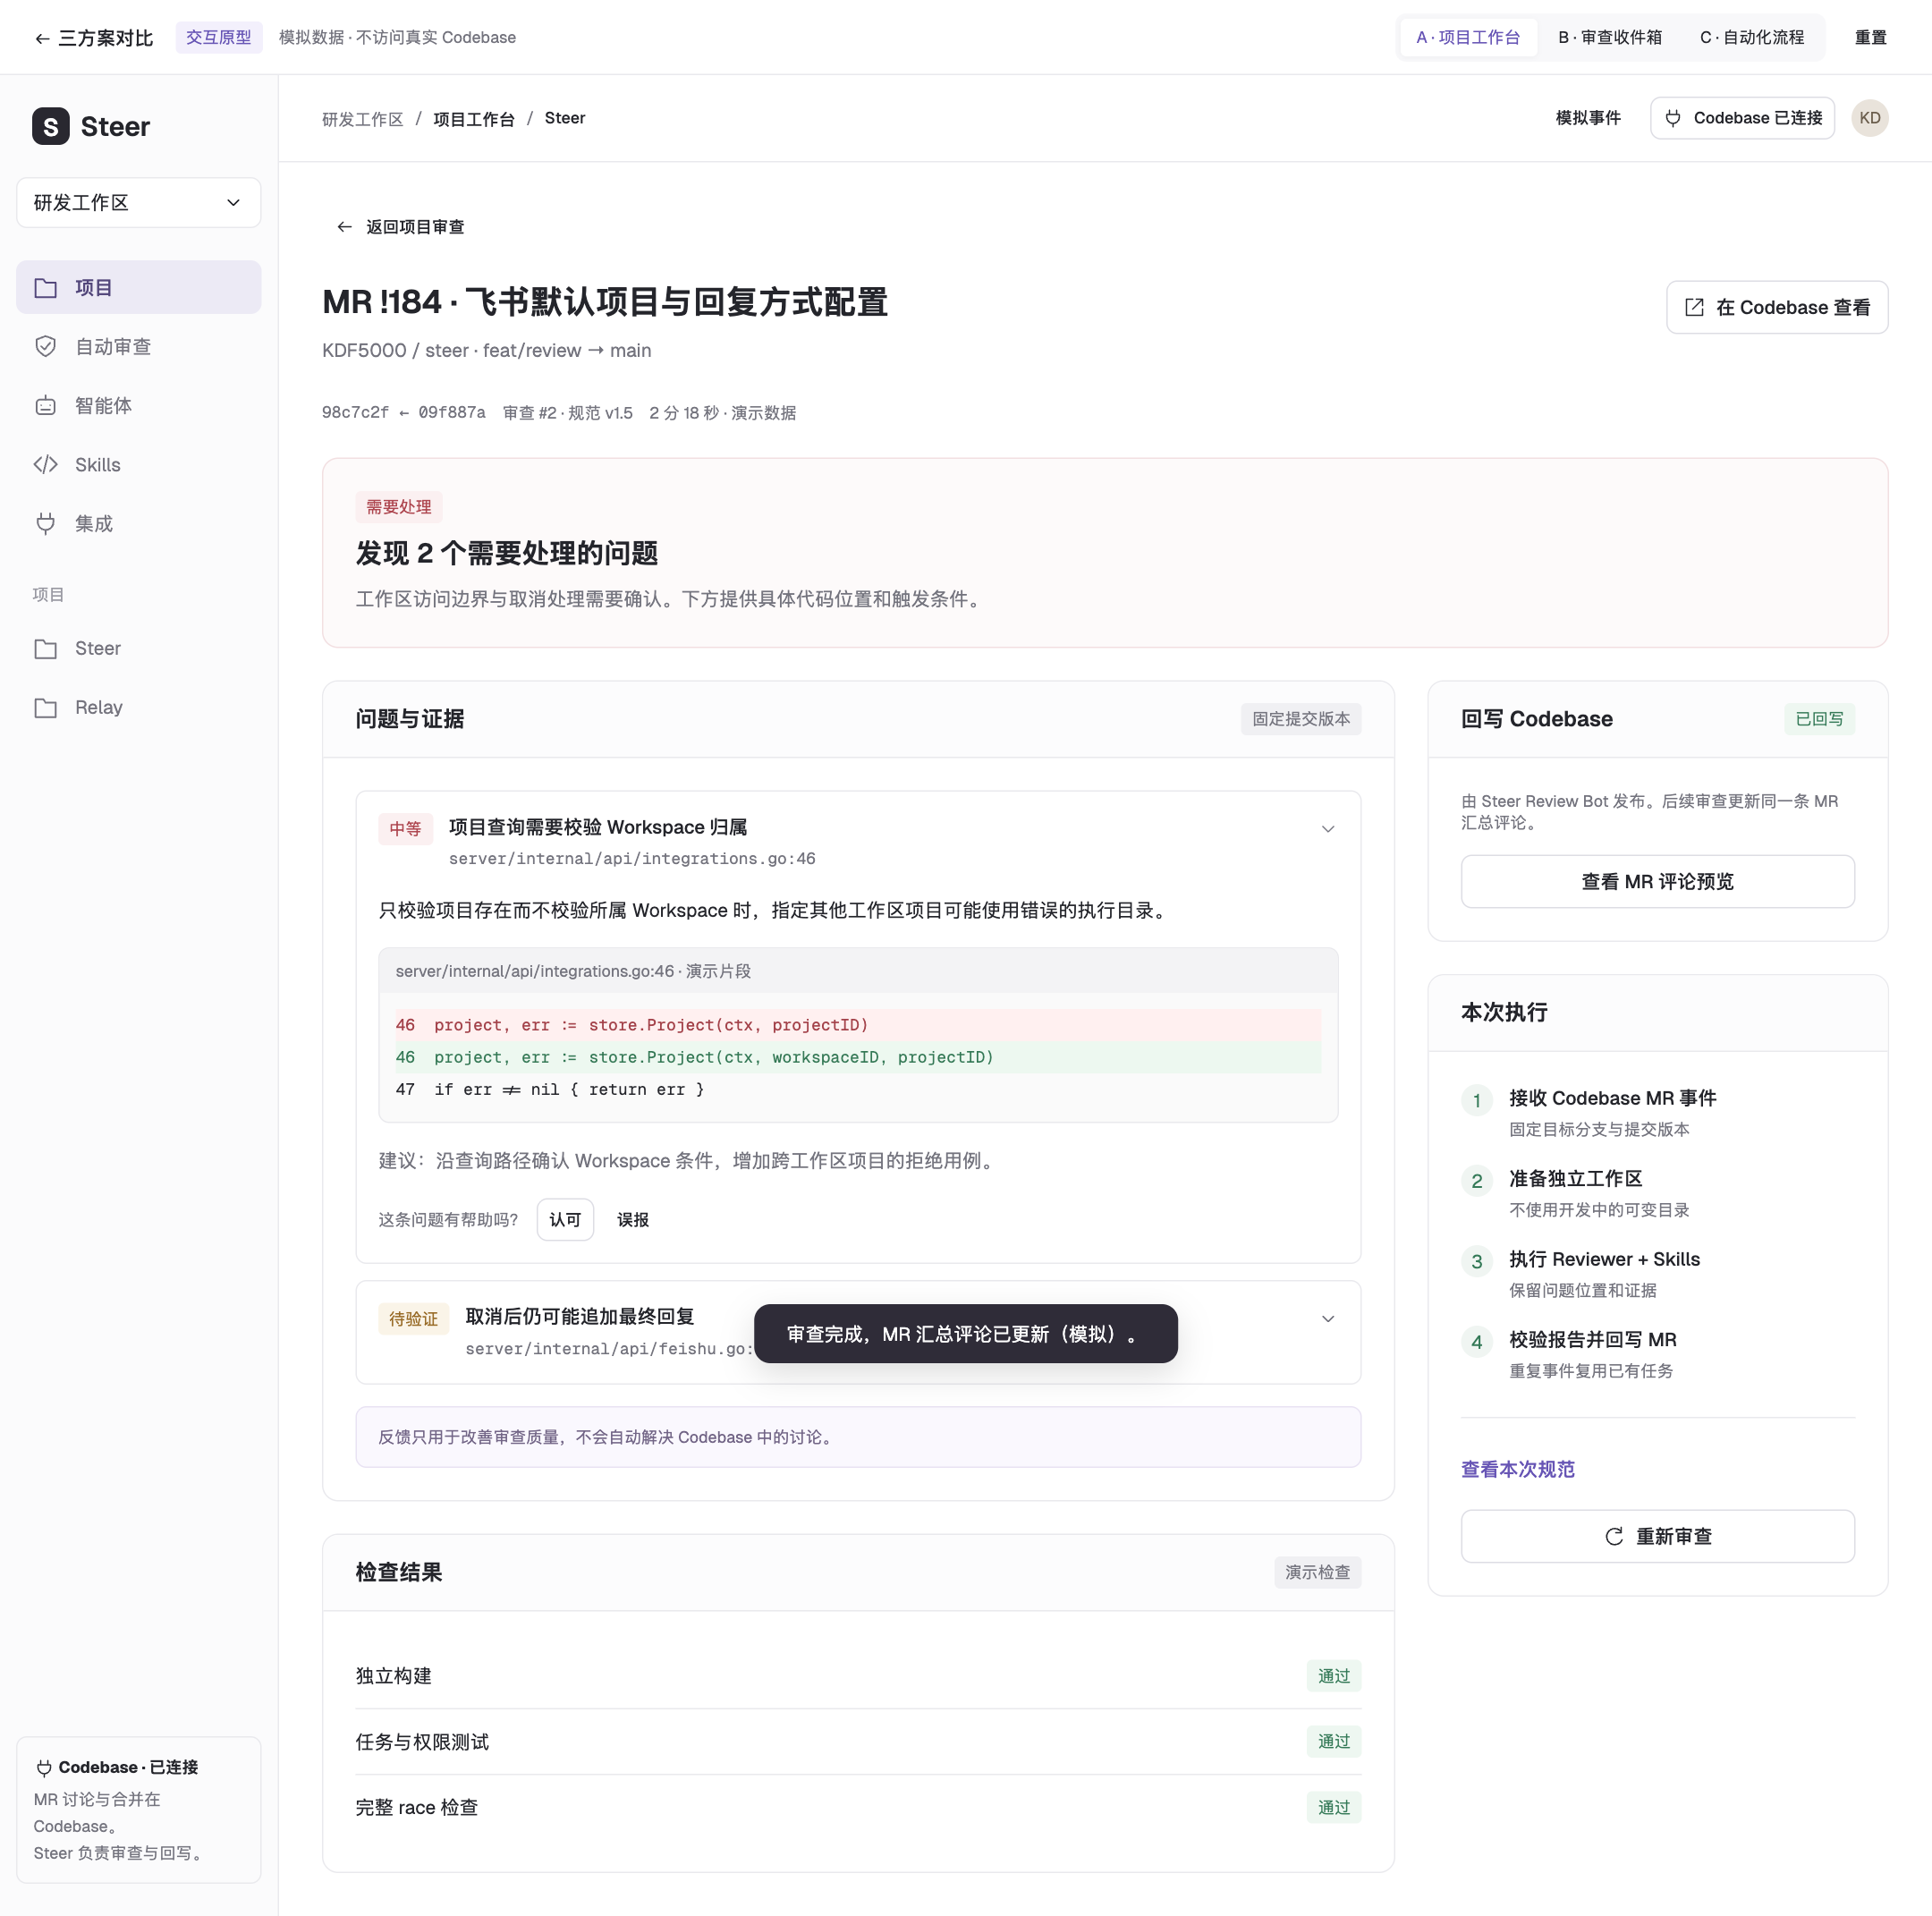 ← 三方案对比 交互原型 模拟数据 · 不访问真实 Codebase A · 项目工作台 B · 审查收件箱 C · 自动化流程 重置
S Steer
研发工作区
项目
自动审查
智能体
Skills
集成
项目
Steer
Relay
Codebase · 已连接
MR 讨论与合并在
Codebase。
Steer 负责审查与回写。
研发工作区 / 项目工作台 / Steer 模拟事件 Codebase 已连接 KD
← 返回项目审查
MR !184 · 飞书默认项目与回复方式配置
在 Codebase 查看
KDF5000 / steer · feat/review → main
98c7c2f ← 09f887a 审查 #2 · 规范 v1.5 2 分 18 秒 · 演示数据
需要处理
发现 2 个需要处理的问题
工作区访问边界与取消处理需要确认。下方提供具体代码位置和触发条件。
问题与证据 固定提交版本
中等 项目查询需要校验 Workspace 归属
server/internal/api/integrations.go:46
只校验项目存在而不校验所属 Workspace 时，指定其他工作区项目可能使用错误的执行目录。
server/internal/api/integrations.go:46 · 演示片段
46 project, err := store.Project(ctx, projectID)
46 project, err := store.Project(ctx, workspaceID, projectID)
47 if err != nil { return err }
建议：沿查询路径确认 Workspace 条件，增加跨工作区项目的拒绝用例。
这条问题有帮助吗？ 认可 误报
待验证 取消后仍可能追加最终回复
server/internal/api/feishu.go:
审查完成，MR 汇总评论已更新（模拟）。
反馈只用于改善审查质量，不会自动解决 Codebase 中的讨论。
检查结果 演示检查
独立构建 通过
任务与权限测试 通过
完整 race 检查 通过
回写 Codebase 已回写
由 Steer Review Bot 发布。后续审查更新同一条 MR
汇总评论。
查看 MR 评论预览
本次执行
1 接收 Codebase MR 事件
固定目标分支与提交版本
2 准备独立工作区
不使用开发中的可变目录
3 执行 Reviewer + Skills
保留问题位置和证据
4 校验报告并回写 MR
重复事件复用已有任务
查看本次规范
重新审查